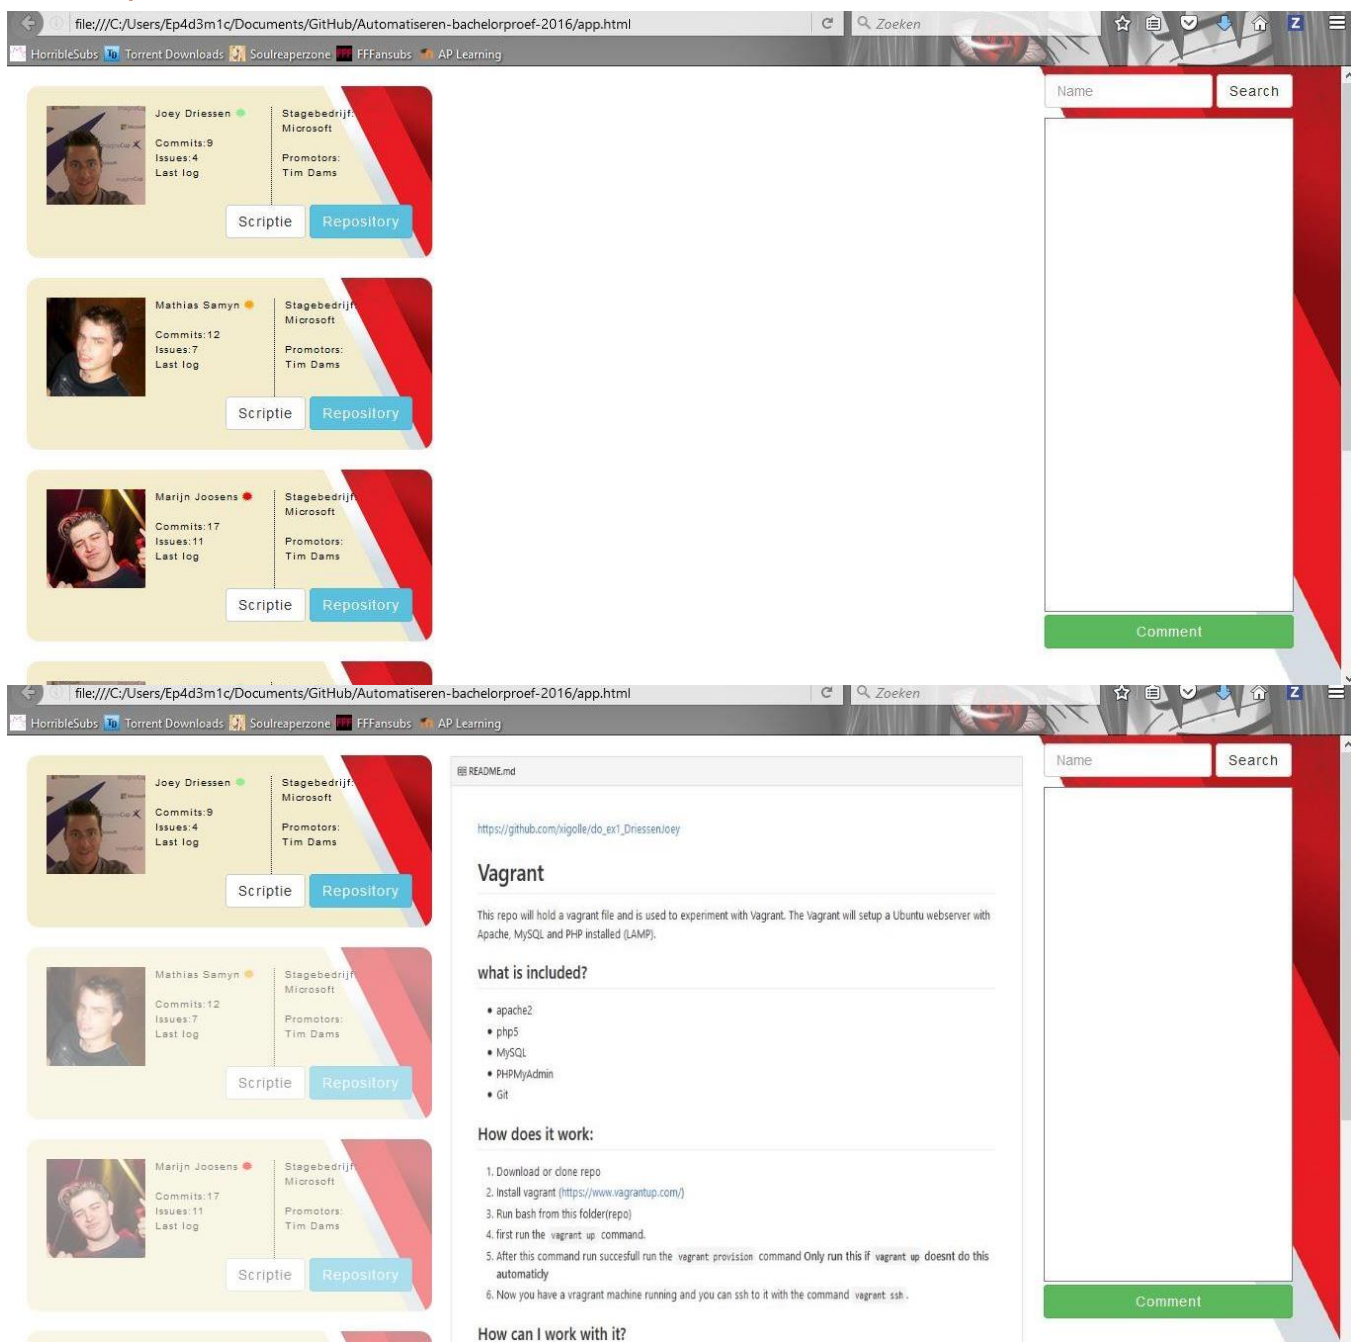 file:///C:/Users/Ep4d3m1c/Documents/GitHub/Automatiseren-bachelorproef-2016/app.html
Zoeken
Z
HorribleSubs TD Torrent Downloads Soulreaperzone FFF FFFansubs AP Learning
Name
Search
Joey Driessen
Commits:9
Issues:4
Last log
Stagebedrijf:
Microsoft
Promotors:
Tim Dams
Scriptie
Repository
Mathias Samyn
Commits:12
Issues:7
Last log
Stagebedrijf:
Microsoft
Promotors:
Tim Dams
Scriptie
Repository
Marijn Joosens
Commits:17
Issues:11
Last log
Stagebedrijf:
Microsoft
Promotors:
Tim Dams
Scriptie
Repository
Comment
file:///C:/Users/Ep4d3m1c/Documents/GitHub/Automatiseren-bachelorproef-2016/app.html
Zoeken
Z
HorribleSubs TD Torrent Downloads Soulreaperzone FFF FFFansubs AP Learning
Name
Search
Joey Driessen
Commits:9
Issues:4
Last log
Stagebedrijf:
Microsoft
Promotors:
Tim Dams
Scriptie
Repository
Mathias Samyn
Commits:12
Issues:7
Last log
Stagebedrijf:
Microsoft
Promotors:
Tim Dams
Scriptie
Repository
Marijn Joosens
Commits:17
Issues:11
Last log
Stagebedrijf:
Microsoft
Promotors:
Tim Dams
Scriptie
Repository
README.md
https://github.com/xigolle/do_ex1_DriessenJoey
Vagrant
This repo will hold a vagrant file and is used to experiment with Vagrant. The Vagrant will setup a Ubuntu webserver with
Apache, MySQL and PHP installed (LAMP).
what is included?
• apache2
• php5
• MySQL
• PHPMyAdmin
• Git
How does it work:
1. Download or clone repo
2. Install vagrant (https://www.vagrantup.com/)
3. Run bash from this folder(repo)
4. first run the vagrant up command.
5. After this command run succesfull run the vagrant provision command Only run this if vagrant up doesnt do this
automaticly
6. Now you have a vragrant machine running and you can ssh to it with the command vagrant ssh.
How can I work with it?
Comment